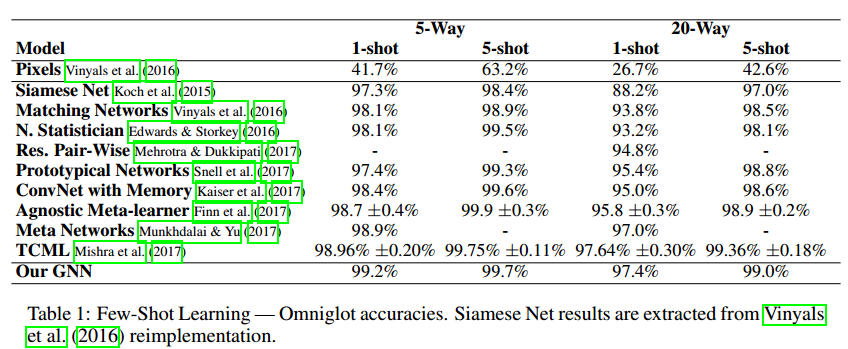 5-Way 20-Way
Model 1-shot 5-shot 1-shot 5-shot
Pixels Vinyals et al. (2016) 41.7% 63.2% 26.7% 42.6%
Siamese Net Koch et al. (2015) 97.3% 98.4% 88.2% 97.0%
Matching Networks Vinyals et al. (2016) 98.1% 98.9% 93.8% 98.5%
N. Statistician Edwards & Storkey (2016) 98.1% 99.5% 93.2% 98.1%
Res. Pair-Wise Mehrotra & Dukkipati (2017) - - 94.8% -
Prototypical Networks Snell et al. (2017) 97.4% 99.3% 95.4% 98.8%
ConvNet with Memory Kaiser et al. (2017) 98.4% 99.6% 95.0% 98.6%
Agnostic Meta-learner Finn et al. (2017) 98.7 ±0.4% 99.9 ±0.3% 95.8 ±0.3% 98.9 ±0.2%
Meta Networks Munkhdalai & Yu (2017) 98.9% - 97.0% -
TCML Mishra et al. (2017) 98.96% ±0.20% 99.75% ±0.11% 97.64% ±0.30% 99.36% ±0.18%
Our GNN 99.2% 99.7% 97.4% 99.0%
Table 1: Few-Shot Learning — Omniglot accuracies. Siamese Net results are extracted from Vinyals
et al. (2016) reimplementation.